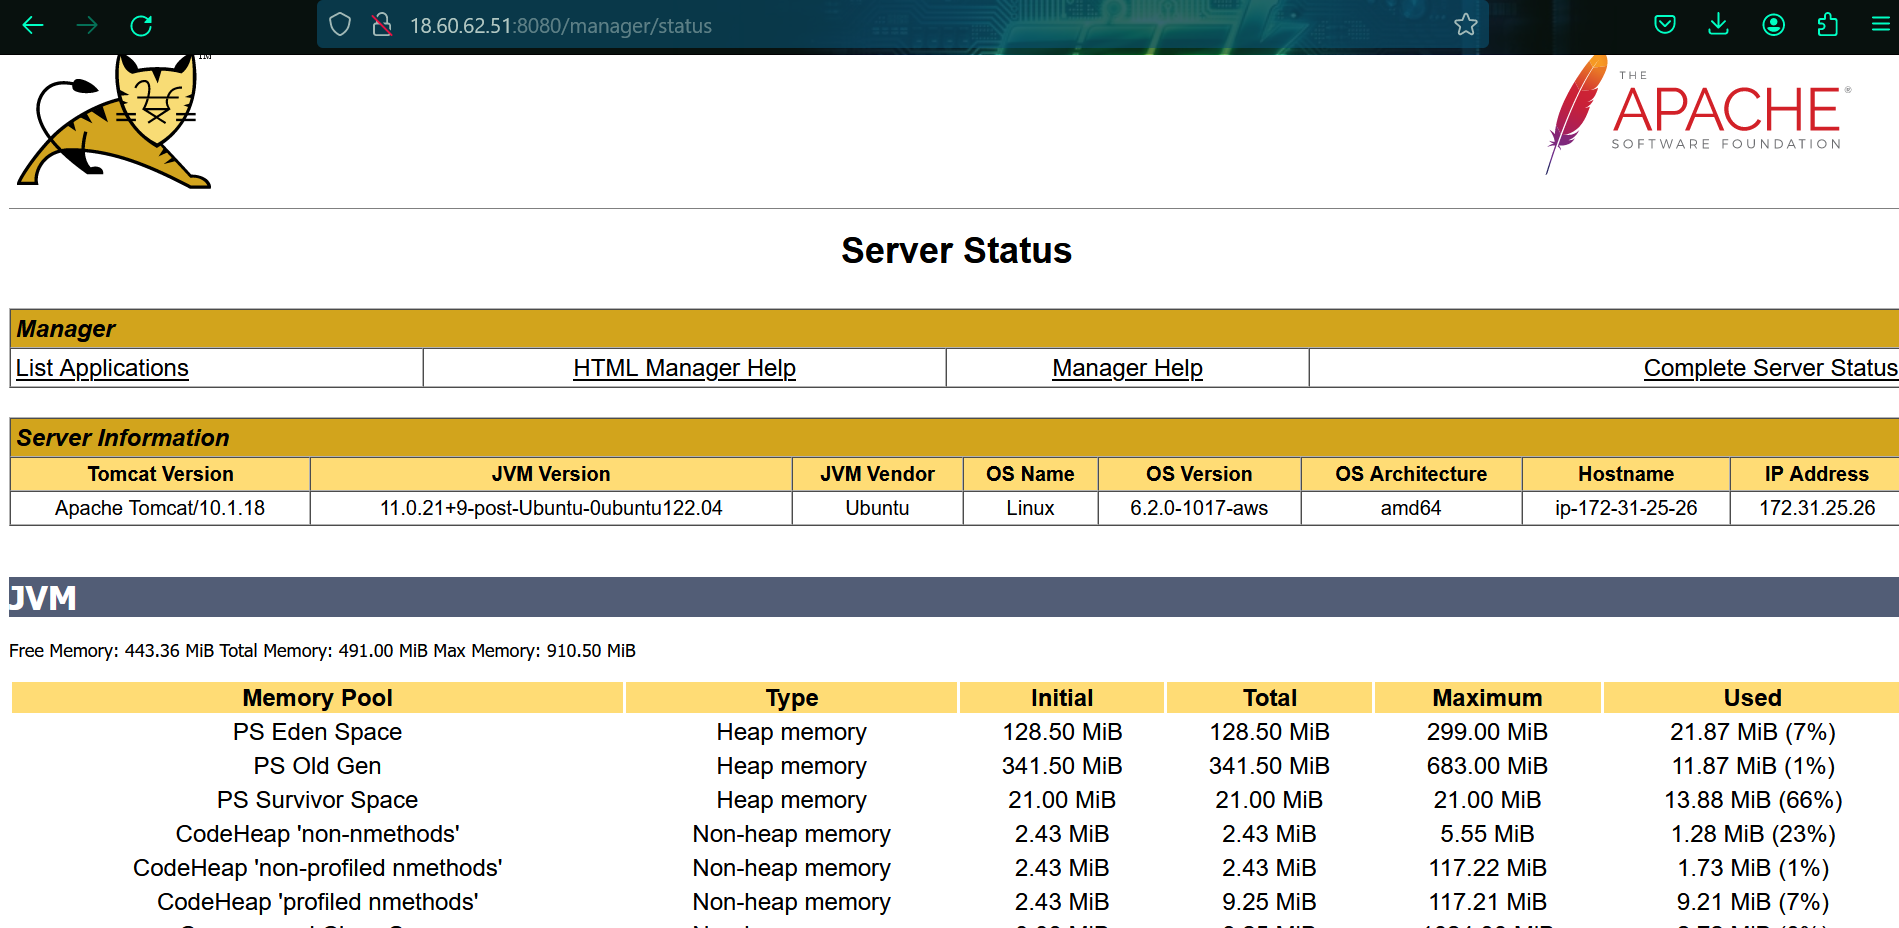 18.60.62.51:8080/manager/status
TM
THE
APACHE®
SOFTWARE FOUNDATION
Server Status
Manager
List Applications HTML Manager Help Manager Help Complete Server Status
Server Information
Tomcat Version JVM Version JVM Vendor OS Name OS Version OS Architecture Hostname IP Address
Apache Tomcat/10.1.18 11.0.21+9-post-Ubuntu-0ubuntu122.04 Ubuntu Linux 6.2.0-1017-aws amd64 ip-172-31-25-26 172.31.25.26
JVM
Free Memory: 443.36 MiB Total Memory: 491.00 MiB Max Memory: 910.50 MiB
Memory Pool Type Initial Total Maximum Used
PS Eden Space Heap memory 128.50 MiB 128.50 MiB 299.00 MiB 21.87 MiB (7%)
PS Old Gen Heap memory 341.50 MiB 341.50 MiB 683.00 MiB 11.87 MiB (1%)
PS Survivor Space Heap memory 21.00 MiB 21.00 MiB 21.00 MiB 13.88 MiB (66%)
CodeHeap 'non-nmethods' Non-heap memory 2.43 MiB 2.43 MiB 5.55 MiB 1.28 MiB (23%)
CodeHeap 'non-profiled nmethods' Non-heap memory 2.43 MiB 2.43 MiB 117.22 MiB 1.73 MiB (1%)
CodeHeap 'profiled nmethods' Non-heap memory 2.43 MiB 9.25 MiB 117.21 MiB 9.21 MiB (7%)